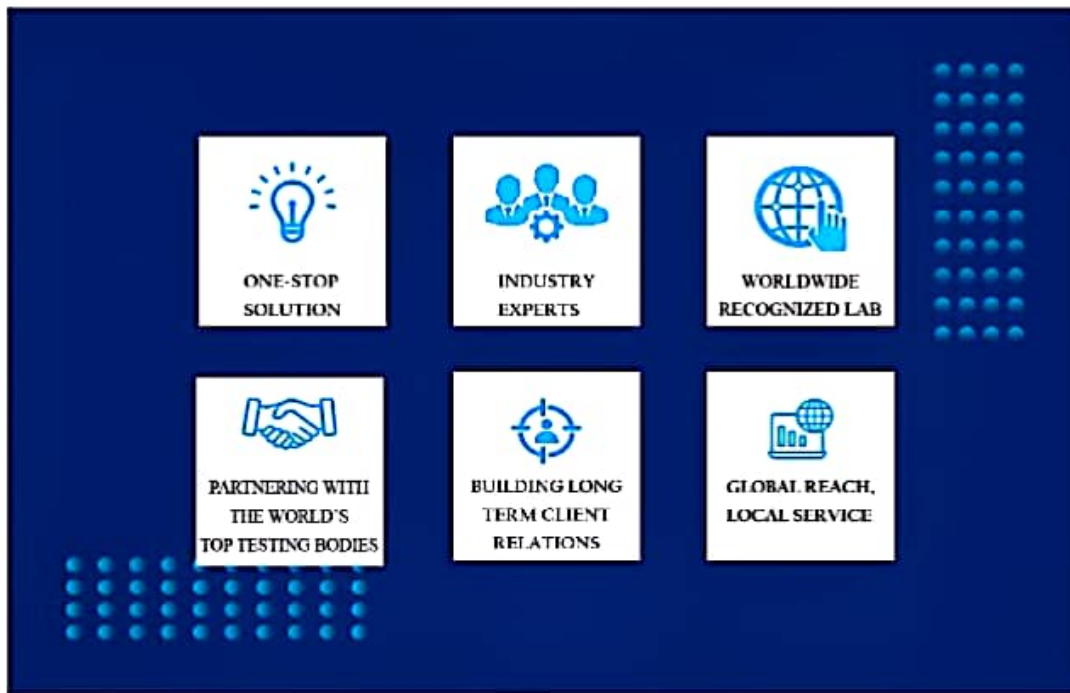 ONE-STOP
SOLUTION
INDUSTRY
EXPERTS
WORLDWIDE
RECOGNIZED LAB
PARTNERING WITH
THE WORLD`S
TOP TESTING BODIES
BUILDING LONG
TERM CLIENT
RELATIONS
GLOBAL REACH,
LOCAL SERVICE